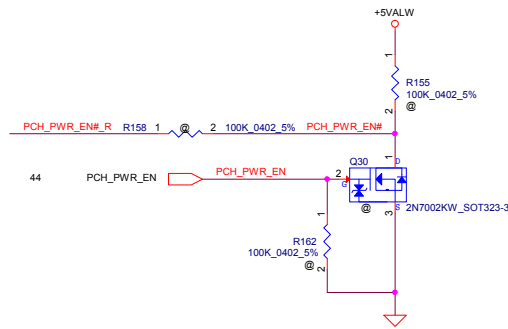 +5VALW
1
R155
100K_0402_5%
2
@
PCH_PWR_EN#_R R158 1 @ 2 100K_0402_5% PCH_PWR_EN#
1
Q30 D
44 PCH_PWR_EN PCH_PWR_EN 2
G
@ S 2N7002KW_SOT323-3
3
1
R162
100K_0402_5%
@ 2